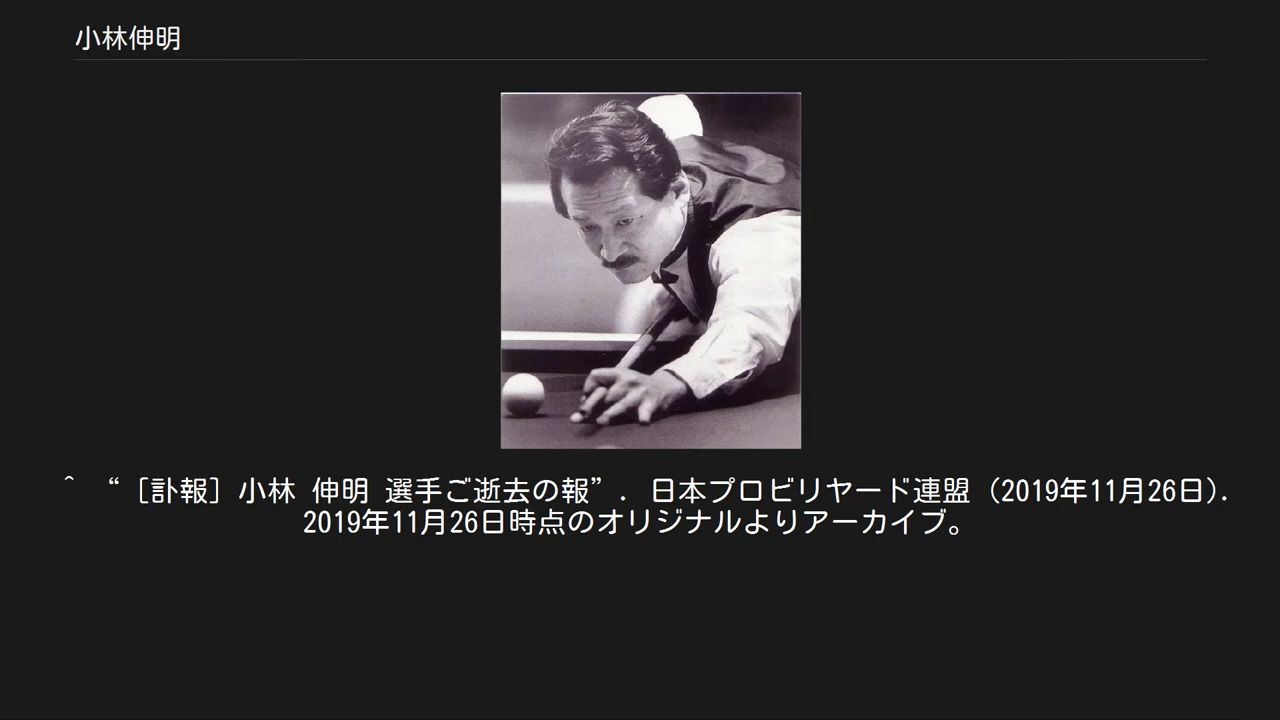 小林伸明
^ “［訃報］小林 伸明 選手ご逝去の報”. 日本プロビリヤード連盟（2019年11月26日）.
2019年11月26日時点のオリジナルよりアーカイブ。